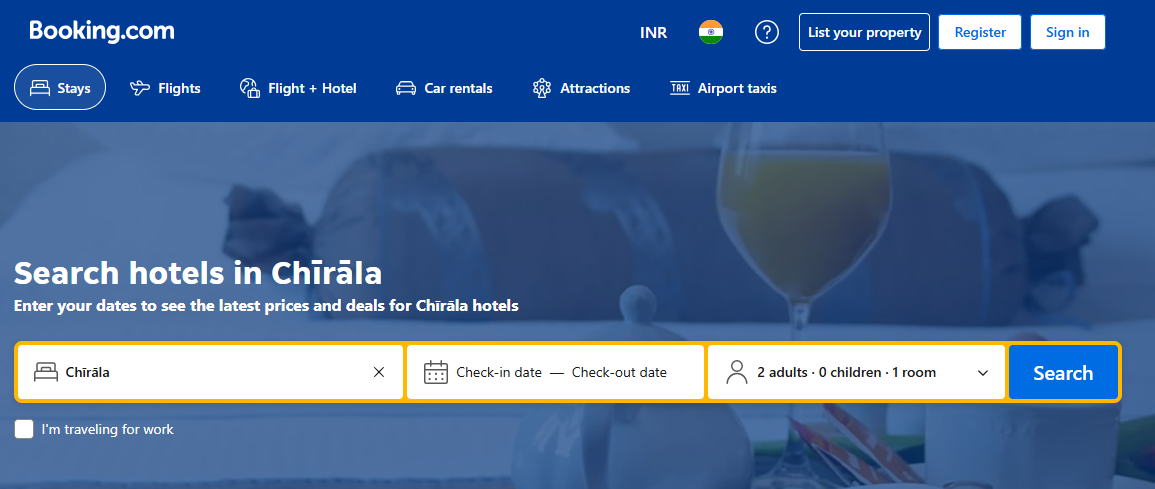 Booking.com
INR
List your property
Register
Sign in
Stays
Flights
Flight + Hotel
Car rentals
Attractions
TAXI Airport taxis
Search hotels in Chīrāla
Enter your dates to see the latest prices and deals for Chīrāla hotels
Chīrāla
Check-in date — Check-out date
2 adults · 0 children · 1 room
Search
I'm traveling for work